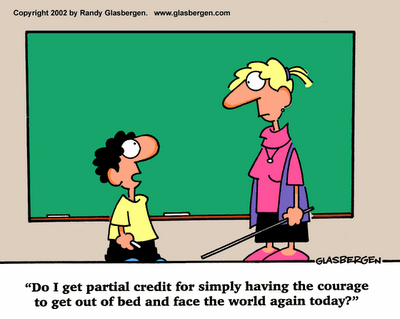 Copyright 2002 by Randy Glasbergen. www.glasbergen.com
GLASBERGEN
“Do I get partial credit for simply having the courage
to get out of bed and face the world again today?”